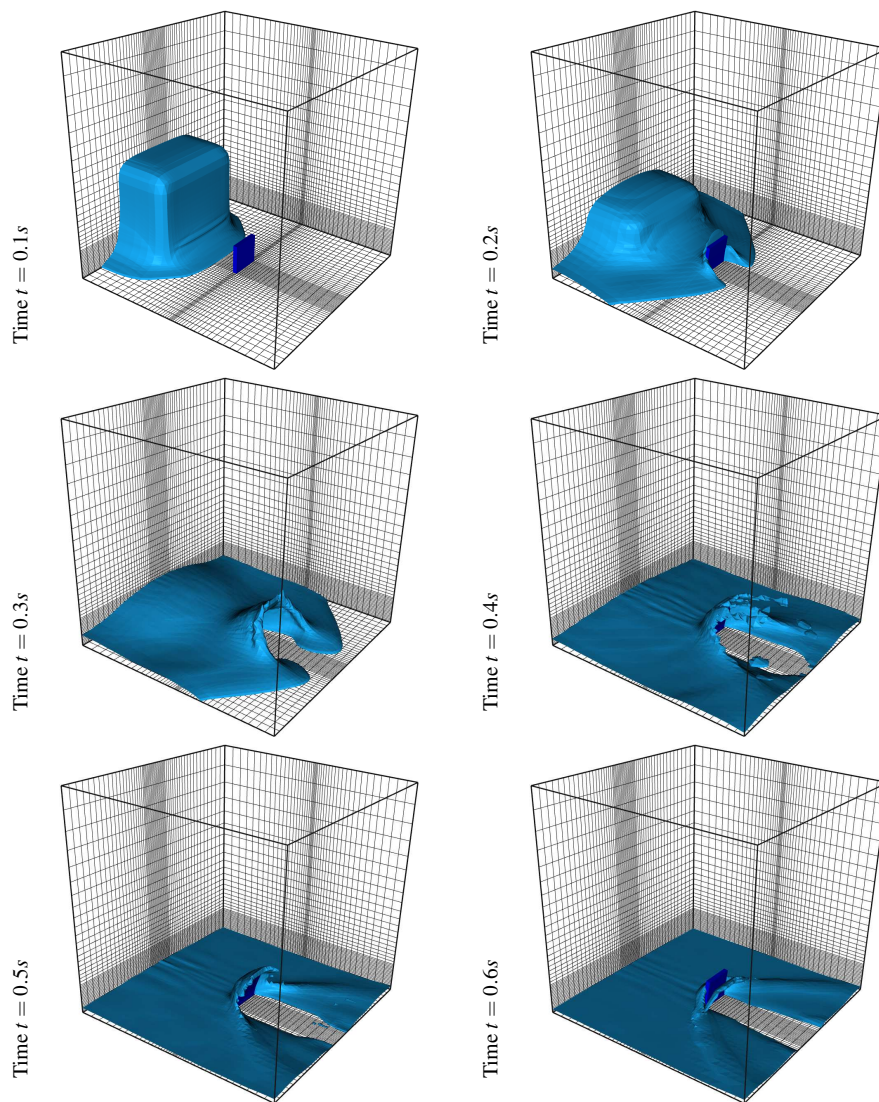 Time t = 0.1s
Time t = 0.2s
Time t = 0.3s
Time t = 0.4s
Time t = 0.5s
Time t = 0.6s